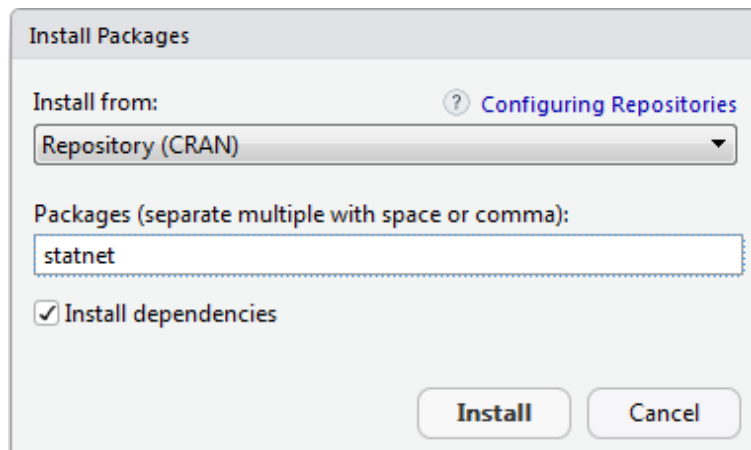 Install Packages
Install from:
? Configuring Repositories
Repository (CRAN)
Packages (separate multiple with space or comma):
statnet
Install dependencies
Install
Cancel